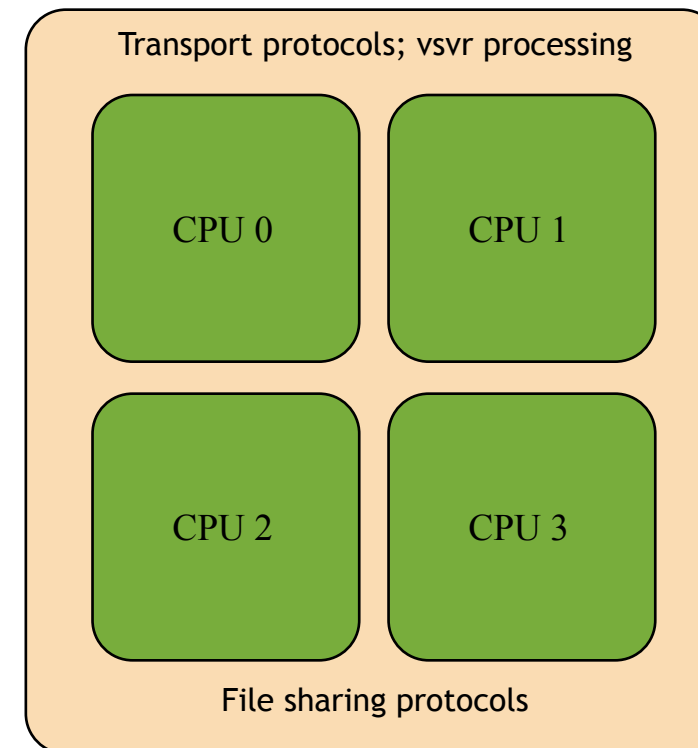 Transport protocols; vsvr processing
CPU 0
CPU 1
CPU 2
CPU 3
File sharing protocols